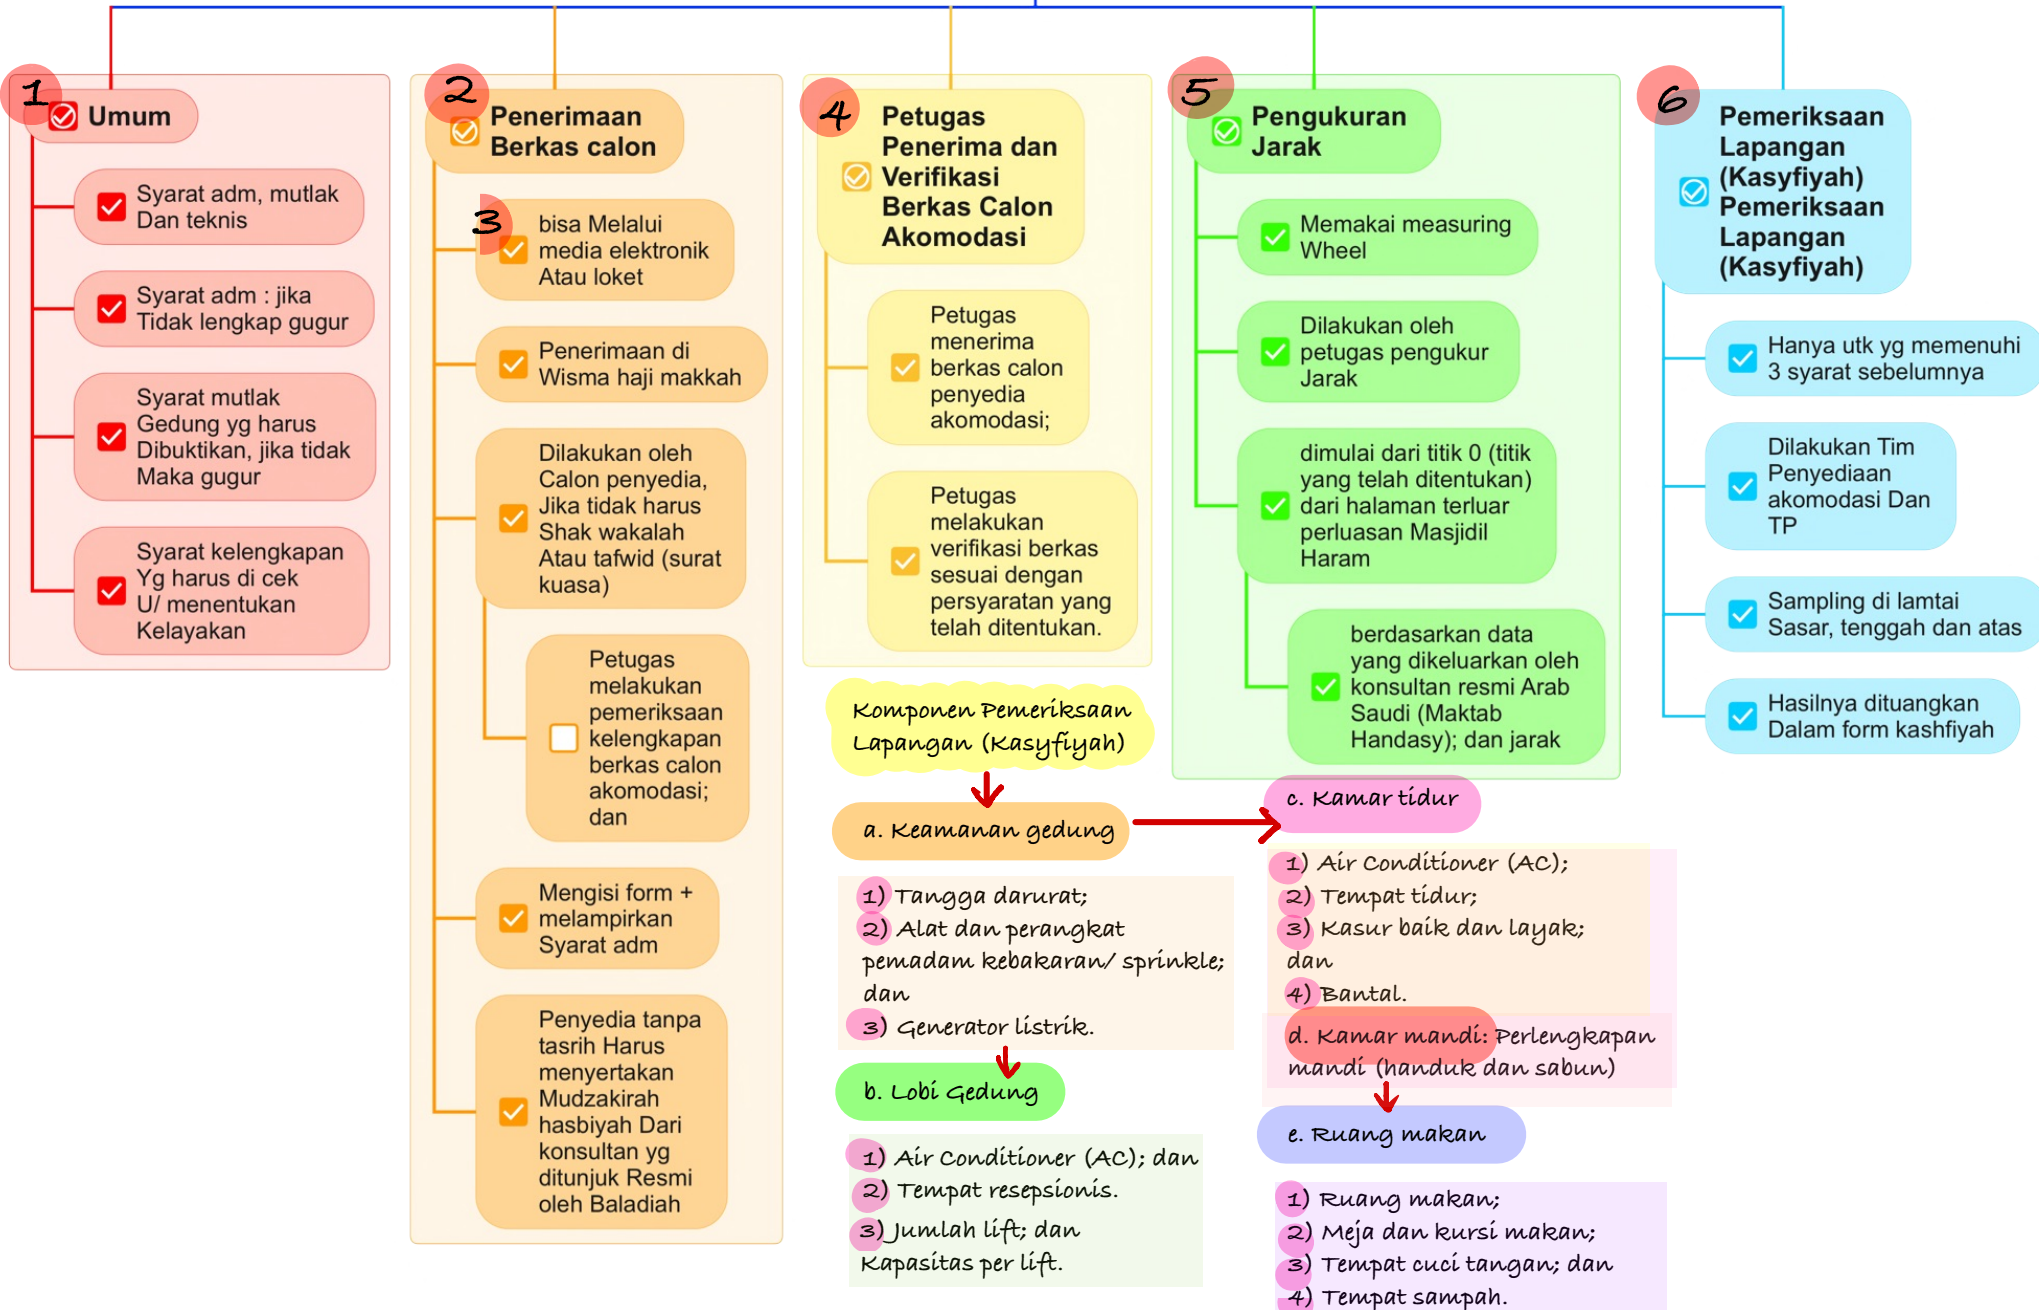 1
Umum
Syarat adm, mutlak
Dan teknis
Syarat adm : jika
Tidak lengkap gugur
Syarat mutlak
Gedung yg harus
Dibuktikan, jika tidak
Maka gugur
Syarat kelengkapan
Yg harus di cek
U/ menentukan
Kelayakan
2
Penerimaan
Berkas calon
3
bisa Melalui
media elektronik
Atau loket
Penerimaan di
Wisma haji makkah
Dilakukan oleh
Calon penyedia,
Jika tidak harus
Shak wakalah
Atau tafwid (surat
kuasa)
Petugas
melakukan
pemeriksaan
kelengkapan
berkas calon
akomodasi;
dan
Mengisi form +
melampirkan
Syarat adm
Penyedia tanpa
tasrih Harus
menyertakan
Mudzakirah
hasbiyah Dari
konsultan yg
ditunjuk Resmi
oleh Baladiah
4
Petugas
Penerima dan
Verifikasi
Berkas Calon
Akomodasi
Petugas
menerima
berkas calon
penyedia
akomodasi;
Petugas
melakukan
verifikasi berkas
sesuai dengan
persyaratan yang
telah ditentukan.
5
Pengukuran
Jarak
Memakai measuring
Wheel
Dilakukan oleh
petugas pengukur
Jarak
dimulai dari titik 0 (titik
yang telah ditentukan)
dari halaman terluar
perluasan Masjidil
Haram
berdasarkan data
yang dikeluarkan oleh
konsultan resmi Arab
Saudi (Maktab
Handasy); dan jarak
6
Pemeriksaan
Lapangan
(Kasyfiyah)
Pemeriksaan
Lapangan
(Kasyfiyah)
Hanya utk yg memenuhi
3 syarat sebelumnya
Dilakukan Tim
Penyediaan
akomodasi Dan
TP
Sampling di lamtai
Sasar, tenggah dan atas
Hasilnya dituangkan
Dalam form kashfiyah
Komponen Pemeriksaan
Lapangan (Kasyfiyah)
a. Keamanan gedung
1) Tangga darurat;
2) Alat dan perangkat
pemadam kebakaran/ sprinkle;
dan
3) Generator listrik.
b. Lobi Gedung
1) Air Conditioner (AC); dan
2) Tempat resepsionis.
3) Jumlah lift; dan
Kapasitas per lift.
c. Kamar tidur
1) Air Conditioner (AC);
2) Tempat tidur;
3) Kasur baik dan layak;
dan
4) Bantal.
d. Kamar mandi: Perlengkapan
mandi (handuk dan sabun)
e. Ruang makan
1) Ruang makan;
2) Meja dan kursi makan;
3) Tempat cuci tangan; dan
4) Tempat sampah.